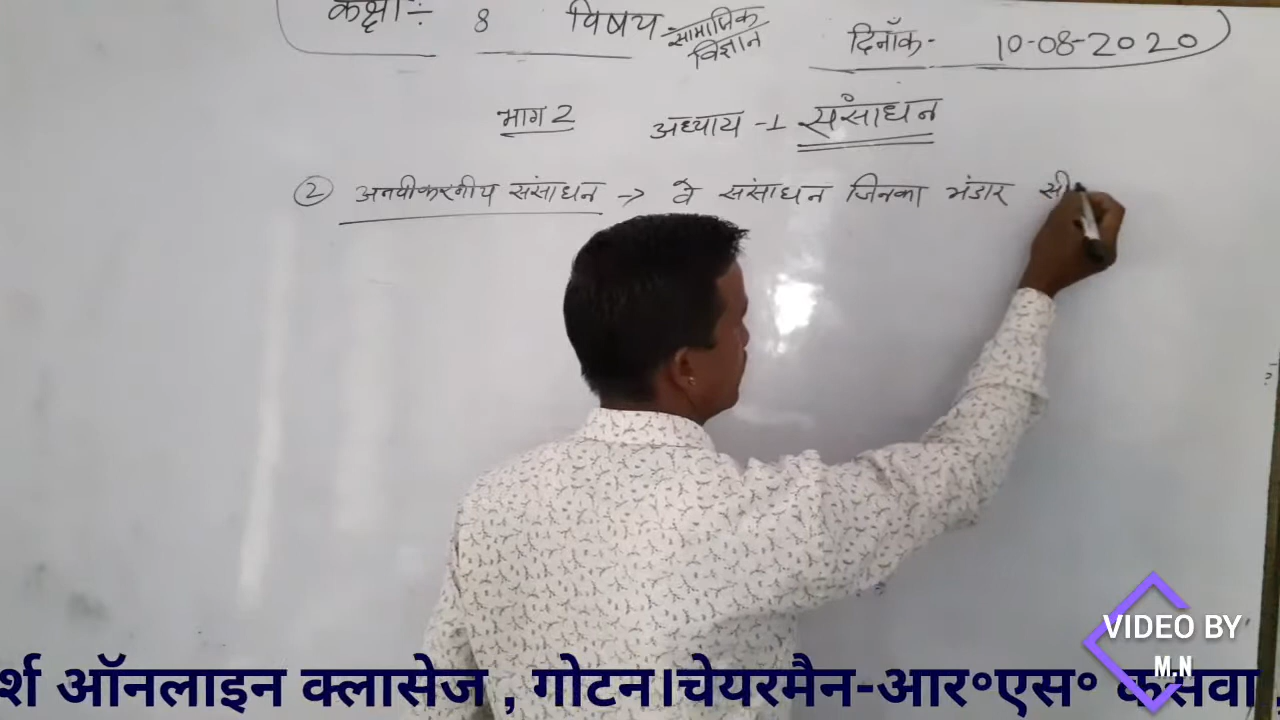 कक्षा÷ 8 विषय- सामाजिक विज्ञान दिनाँक- 10-08-2020
भाग 2 अध्याय -1 संसाधन
② अनवीकरणीय संसाधन → वे संसाधन जिनका भंडार सी
VIDEO BY
M.N
र्श ऑनलाइन क्लासेज , गोटन।चेयरमैन-आर॰एस॰ कसवा ,